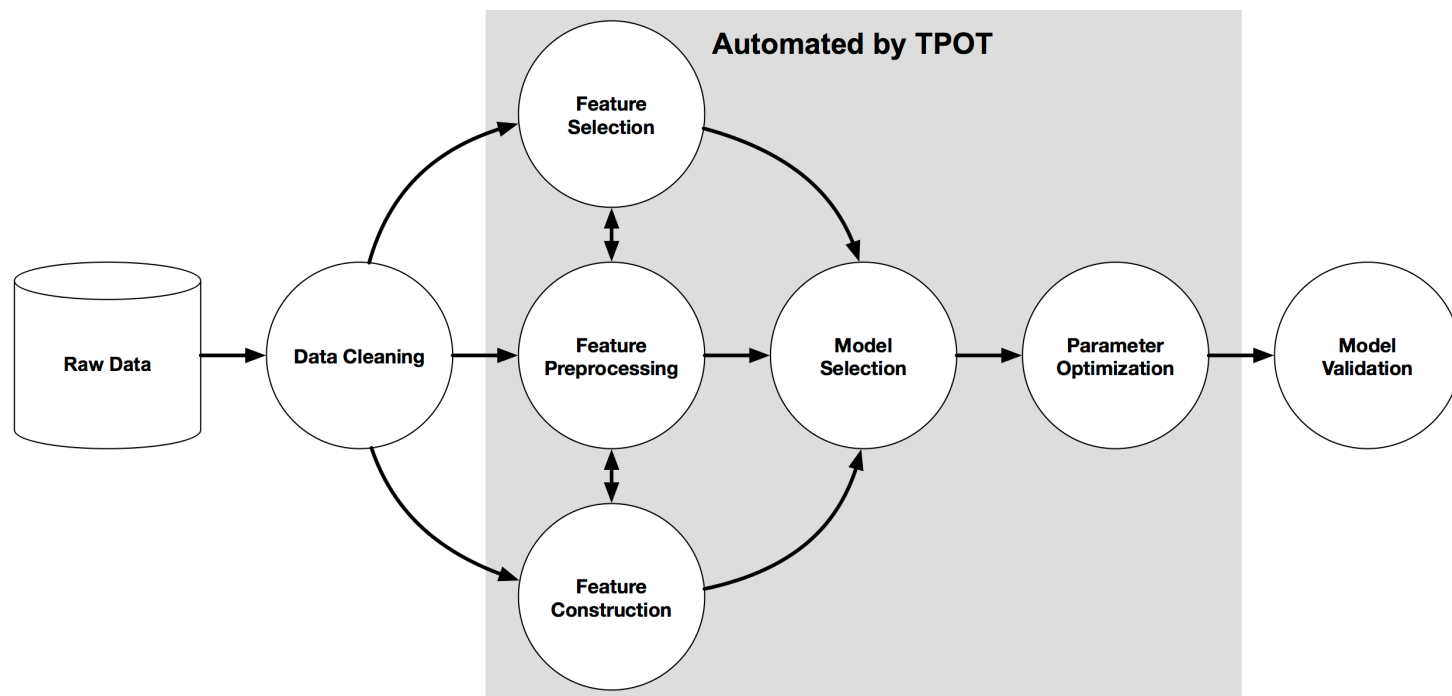 Automated by TPOT
Feature
Selection
Raw Data
Data Cleaning
Feature
Preprocessing
Model
Selection
Parameter
Optimization
Model
Validation
Feature
Construction